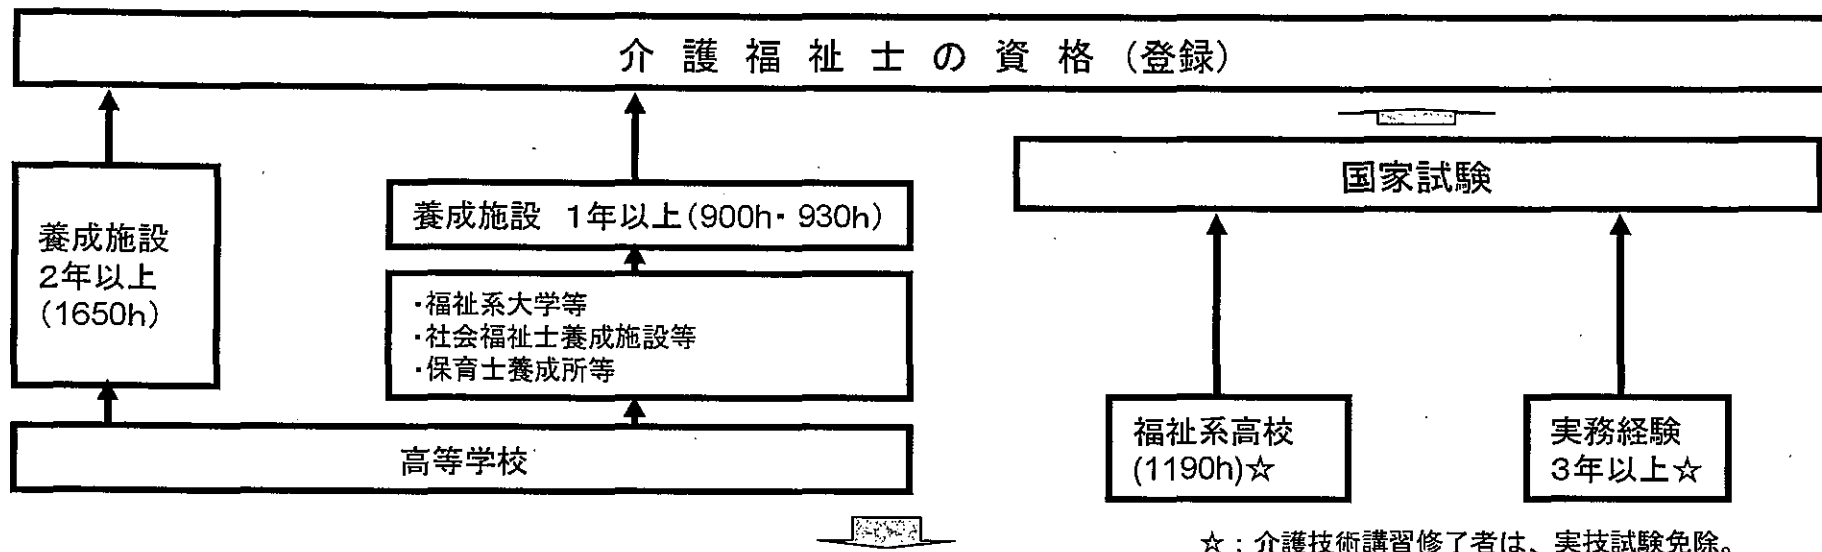 介護福祉士の資格(登録)
国家試験
養成施設 1年以上(900h・930h)
養成施設
2年以上
(1650h)
・福祉系大学等
・社会福祉士養成施設等
・保育士養成所等
福祉系高校
(1190h)☆
実務経験
3年以上☆
高等学校
☆:介護技術講習修了者は、実技試験免除。